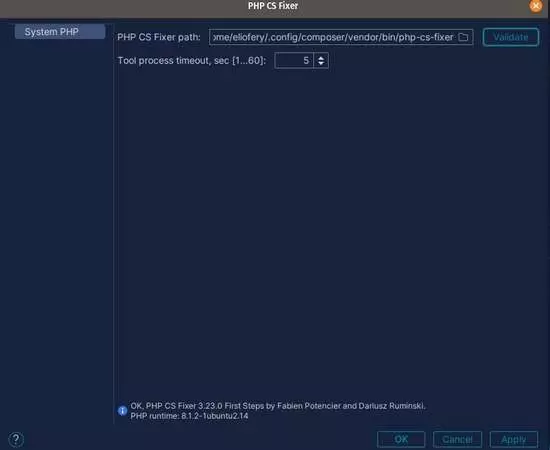 PHP CS Fixer
System PHP
PHP CS Fixer path: ome/eliofery/.config/composer/vendor/bin/php-cs-fixer Validate
Tool process timeout, sec [1...60]: 5
OK, PHP CS Fixer 3.23.0 First Steps by Fabien Potencier and Dariusz Ruminski.
PHP runtime: 8.1.2-1ubuntu2.14
? OK Cancel Apply